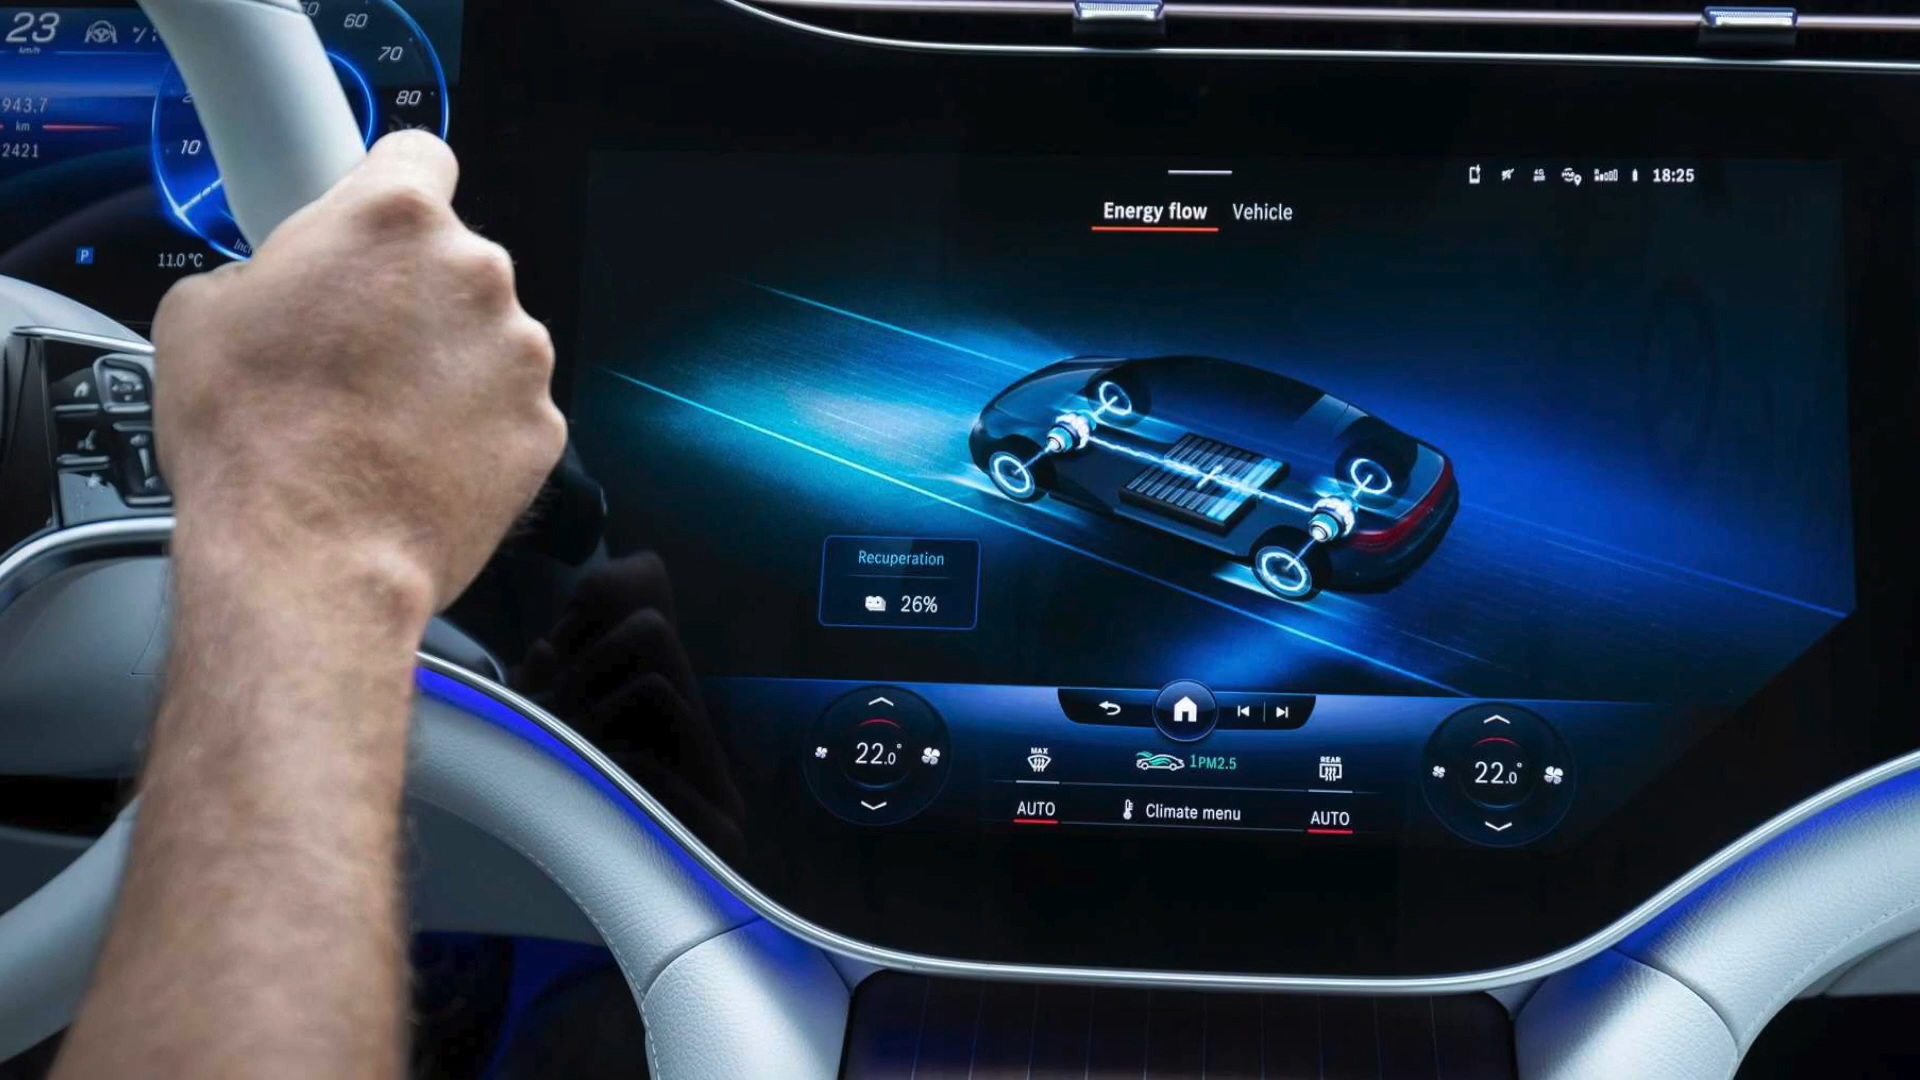 23
km/h
60
70
80
10
943.7
km
2421
P
11.0 °C
18:25
Energy flow
Vehicle
Recuperation
26%
22.0°
MAX
1PM2.5
REAR
22.0°
AUTO
Climate menu
AUTO